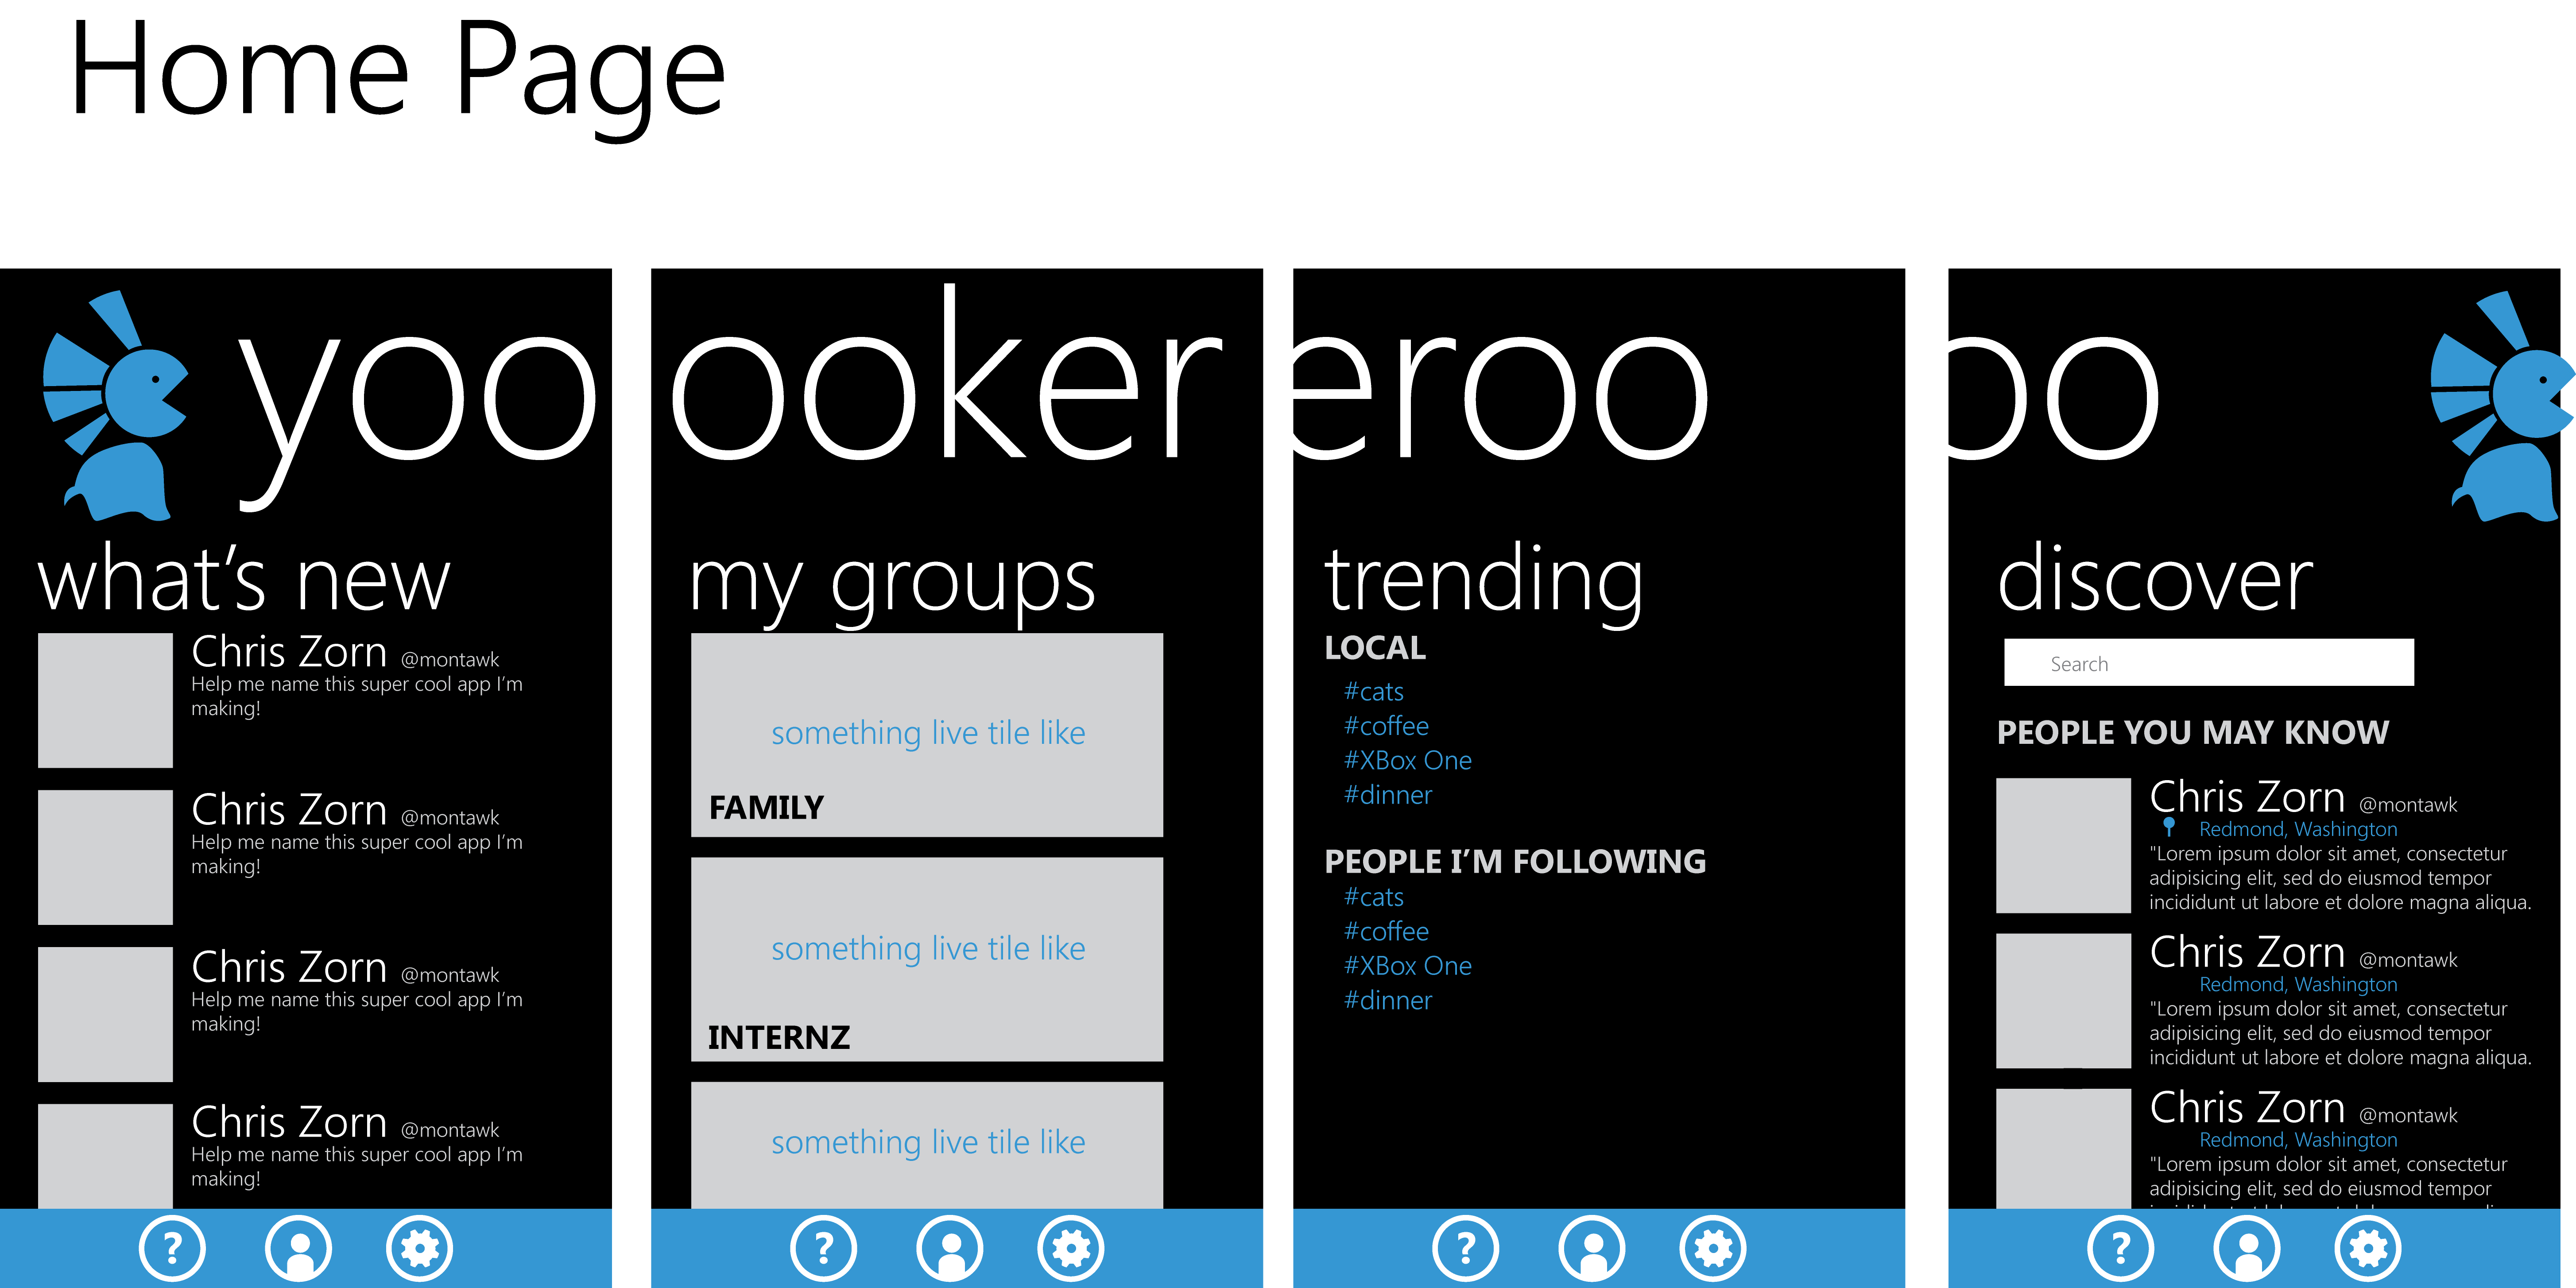 Home Page
yoo
what's new
Chris Zorn @montawk
Help me name this super cool app I'm
making!
Chris Zorn @montawk
Help me name this super cool app I'm
making!
Chris Zorn @montawk
Help me name this super cool app I'm
making!
Chris Zorn @montawk
Help me name this super cool app I'm
making!
?
ooker
my groups
something live tile like
FAMILY
something live tile like
INTERNZ
something live tile like
?
eroo
trending
LOCAL
#cats
#coffee
#XBox One
#dinner
PEOPLE I'M FOLLOWING
#cats
#coffee
#XBox One
#dinner
?
oo
discover
Search
PEOPLE YOU MAY KNOW
Chris Zorn @montawk
Redmond, Washington
"Lorem ipsum dolor sit amet, consectetur
adipisicing elit, sed do eiusmod tempor
incididunt ut labore et dolore magna aliqua.
Chris Zorn @montawk
Redmond, Washington
"Lorem ipsum dolor sit amet, consectetur
adipisicing elit, sed do eiusmod tempor
incididunt ut labore et dolore magna aliqua.
Chris Zorn @montawk
Redmond, Washington
"Lorem ipsum dolor sit amet, consectetur
adipisicing elit, sed do eiusmod tempor
?